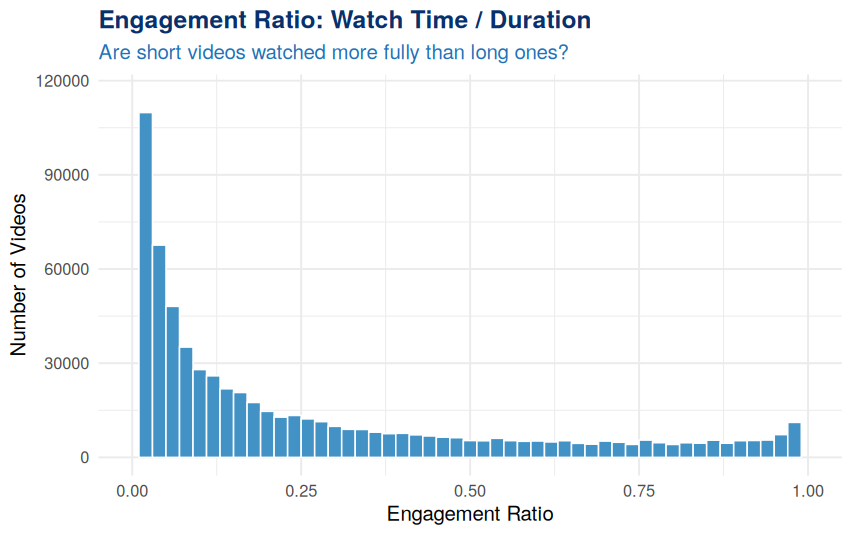 Engagement Ratio: Watch Time / Duration
Are short videos watched more fully than long ones?
120000
90000
60000
30000
0
Number of Videos
0.00
0.25
0.50
0.75
1.00
Engagement Ratio